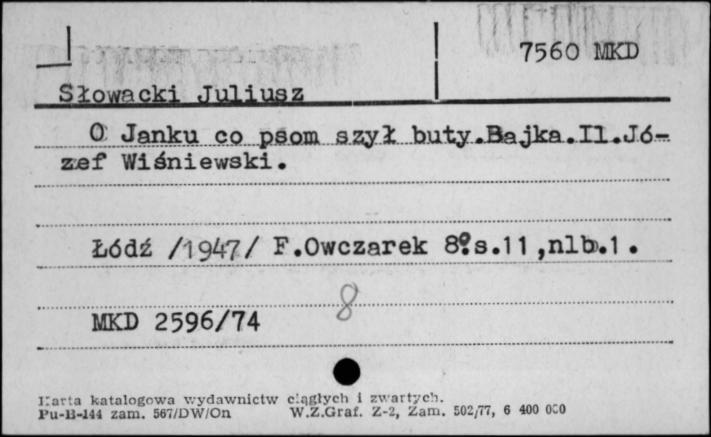 7560 MKD
Słowacki Juliusz
O Janku co psom szył buty.Bajka.Il.Jó-
zef Wiśniewski.
Łódź /1947/ F.Owczarek 8°.s.11,nlb.1.
8
MKD 2596/74
Karta katalogowa wydawnictw ciągłych i zwartych.
Pu-B-144 zam. 567/DW/On W.Z.Graf. Z-2, Zam. 502/77, 6 400 000